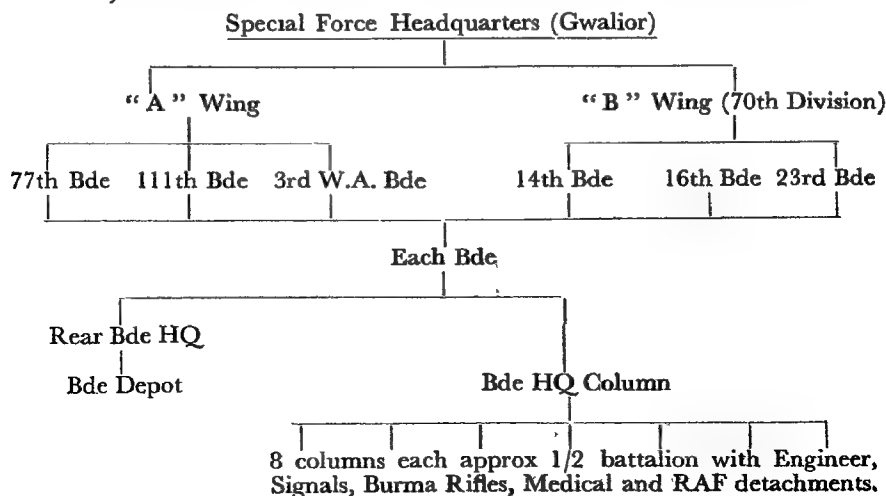 Special Force Headquarters (Gwalior)
“ A ” Wing
“ B ” Wing (70th Division)
77th Bde 111th Bde 3rd W.A. Bde 14th Bde 16th Bde 23rd Bde
Each Bde
Rear Bde HQ
Bde Depot
Bde HQ Column
8 columns each approx 1/2 battalion with Engineer,
Signals, Burma Rifles, Medical and RAF detachments.